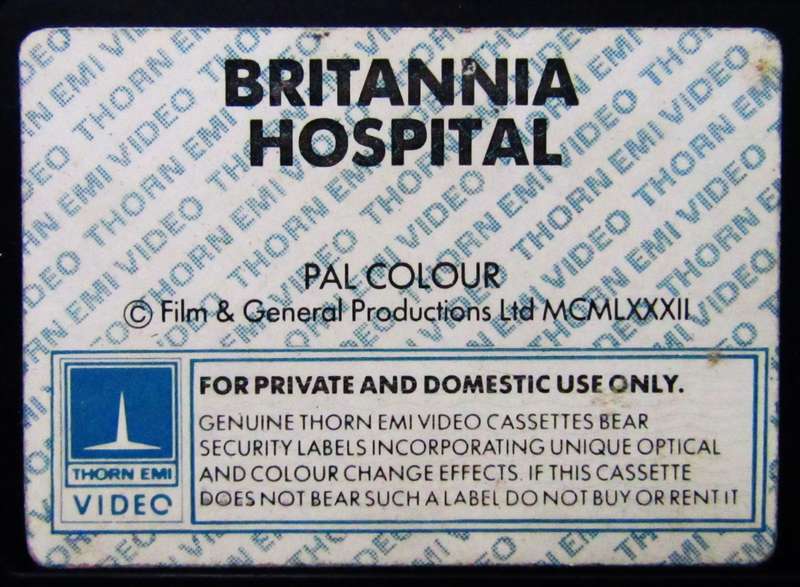 BRITANNIA
HOSPITAL
PAL COLOUR
© Film & General Productions Ltd MCMLXXXII
THORN EMI
VIDEO
FOR PRIVATE AND DOMESTIC USE ONLY.
GENUINE THORN EMI VIDEO CASSETTES BEAR
SECURITY LABELS INCORPORATING UNIQUE OPTICAL
AND COLOUR CHANGE EFFECTS. IF THIS CASSETTE
DOES NOT BEAR SUCH A LABEL DO NOT BUY OR RENT IT